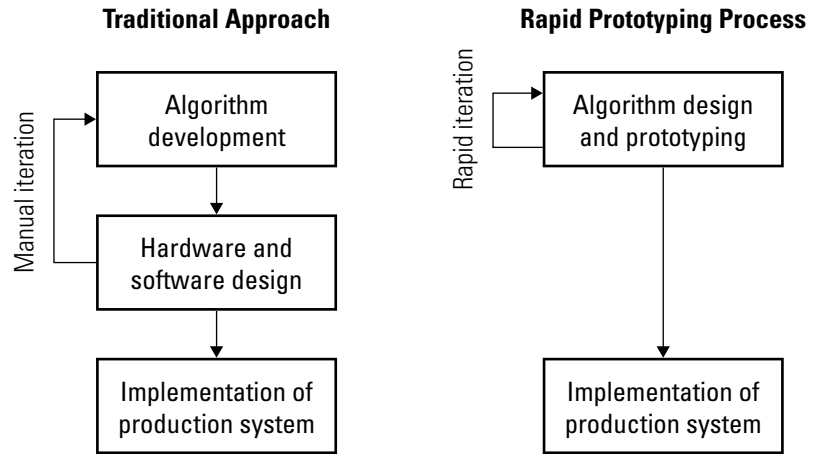 Traditional Approach
Manual iteration
Algorithm
development
Hardware and
software design
Implementation of
production system
Rapid Prototyping Process
Rapid iteration
Algorithm design
and prototyping
Implementation of
production system